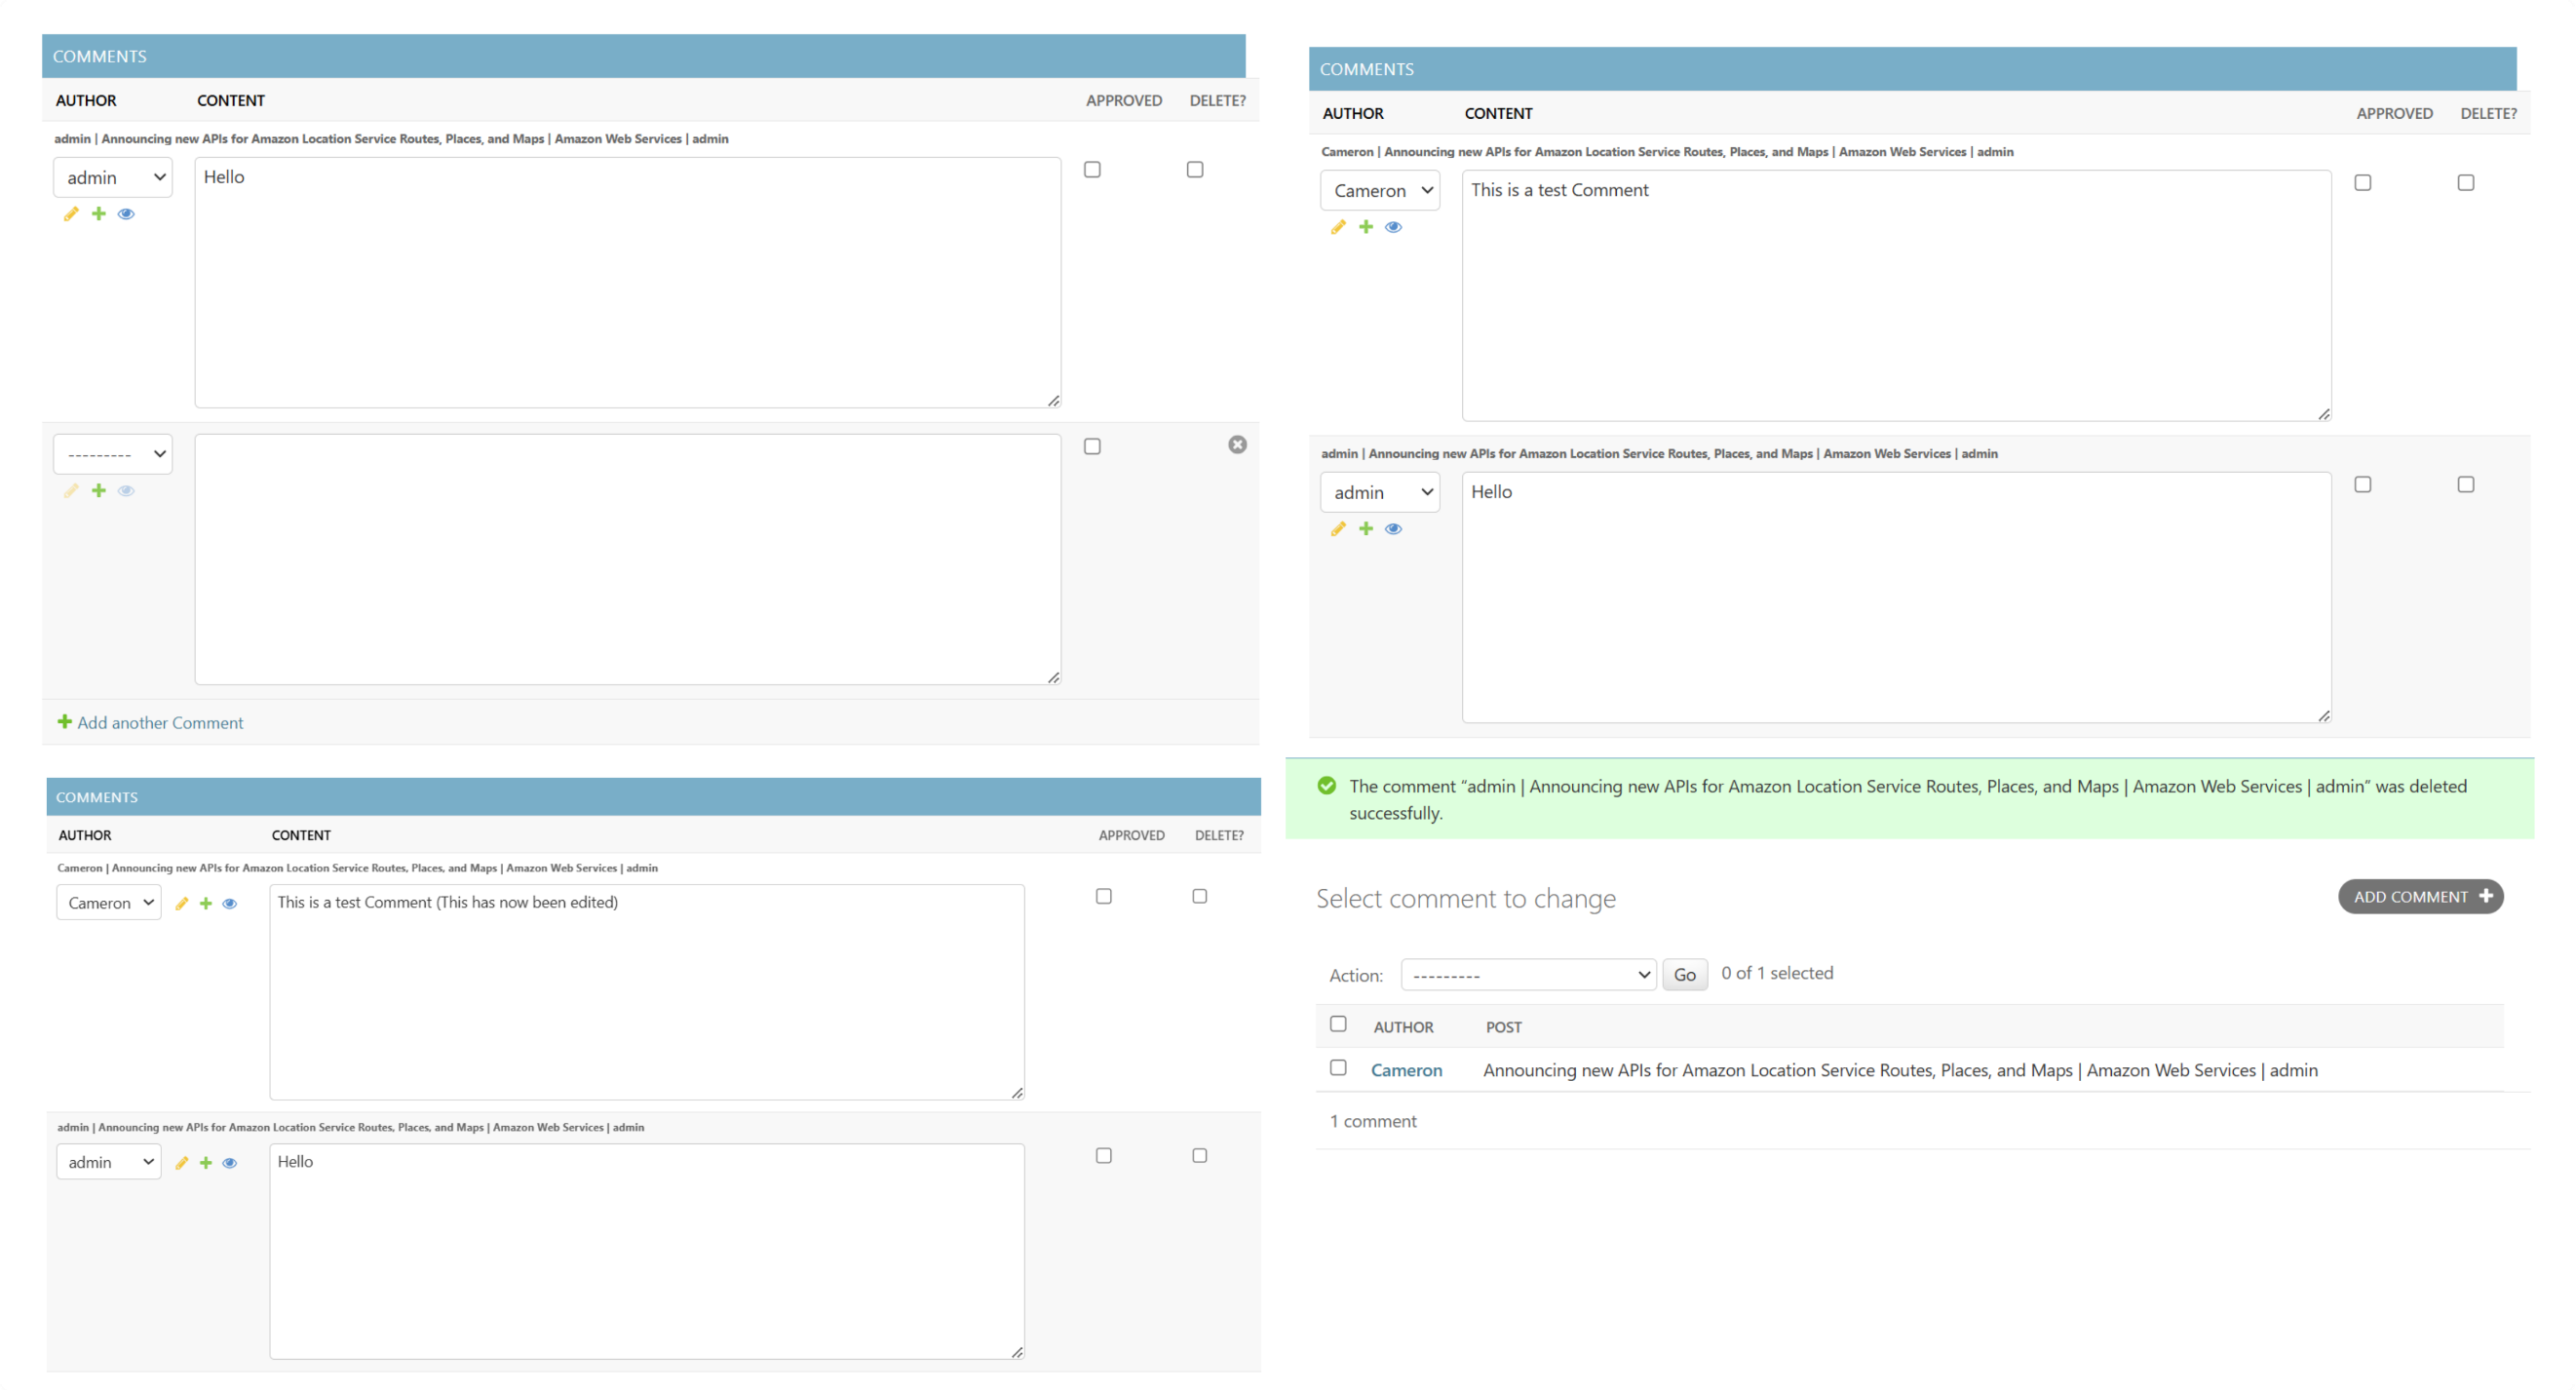 COMMENTS
AUTHOR CONTENT APPROVED DELETE?
admin | Announcing new APIs for Amazon Location Service Routes, Places, and Maps | Amazon Web Services | admin
admin Hello
---------
Add another Comment
COMMENTS
AUTHOR CONTENT APPROVED DELETE?
Cameron | Announcing new APIs for Amazon Location Service Routes, Places, and Maps | Amazon Web Services | admin
Cameron This is a test Comment
admin | Announcing new APIs for Amazon Location Service Routes, Places, and Maps | Amazon Web Services | admin
admin Hello
COMMENTS
AUTHOR CONTENT APPROVED DELETE?
Cameron | Announcing new APIs for Amazon Location Service Routes, Places, and Maps | Amazon Web Services | admin
Cameron This is a test Comment (This has now been edited)
admin | Announcing new APIs for Amazon Location Service Routes, Places, and Maps | Amazon Web Services | admin
admin Hello
The comment “admin | Announcing new APIs for Amazon Location Service Routes, Places, and Maps | Amazon Web Services | admin” was deleted
successfully.
Select comment to change ADD COMMENT
Action: --------- Go 0 of 1 selected
AUTHOR POST
Cameron Announcing new APIs for Amazon Location Service Routes, Places, and Maps | Amazon Web Services | admin
1 comment